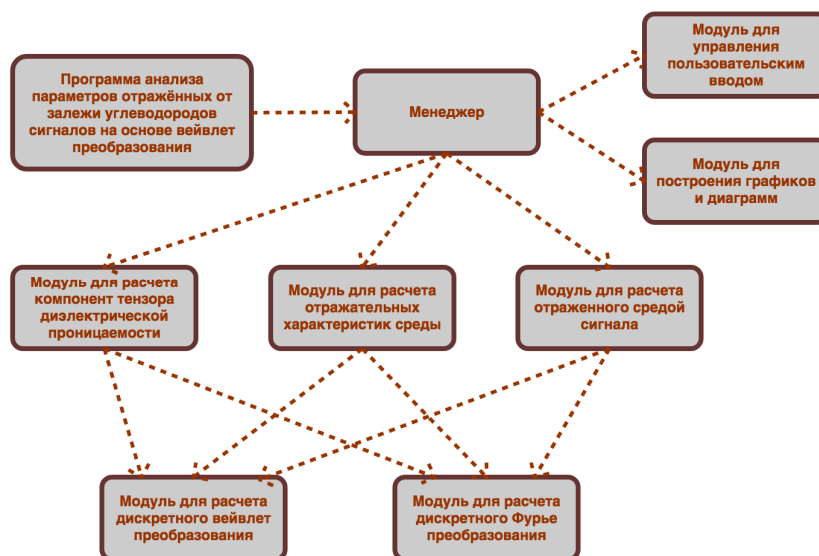 Программа анализа
параметров отражённых от
залежи углеводородов
сигналов на основе вейвлет
преобразования
Менеджер
Модуль для
управления
пользовательским
вводом
Модуль для
построения графиков
и диаграмм
Модуль для расчета
компонент тензора
диэлектрической
проницаемости
Модуль для расчета
отражательных
характеристик среды
Модуль для расчета
отраженного средой
сигнала
Модуль для расчета
дискретного вейвлет
преобразования
Модуль для расчета
дискретного Фурье
преобразования